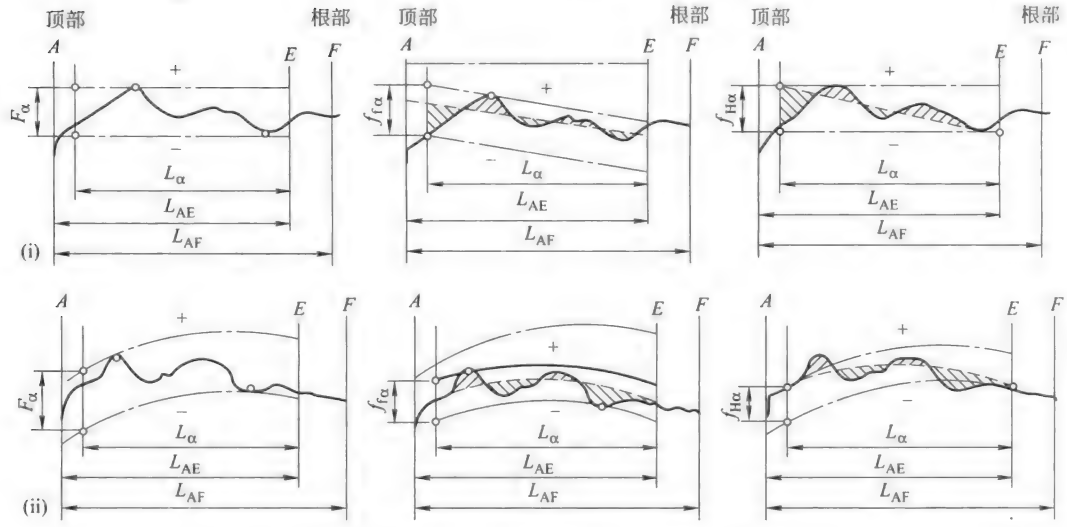 顶部 根部 顶部 根部 顶部 根部
A E F A E F A E F
+ + +
Fα ffα fHα
− − −
Lα Lα Lα
LAE LAE LAE
LAF LAF LAF
(i)
A E F A E F A E F
+ + +
Fα ffα fHα
− − −
Lα Lα Lα
LAE LAE LAE
LAF LAF LAF
(ii)